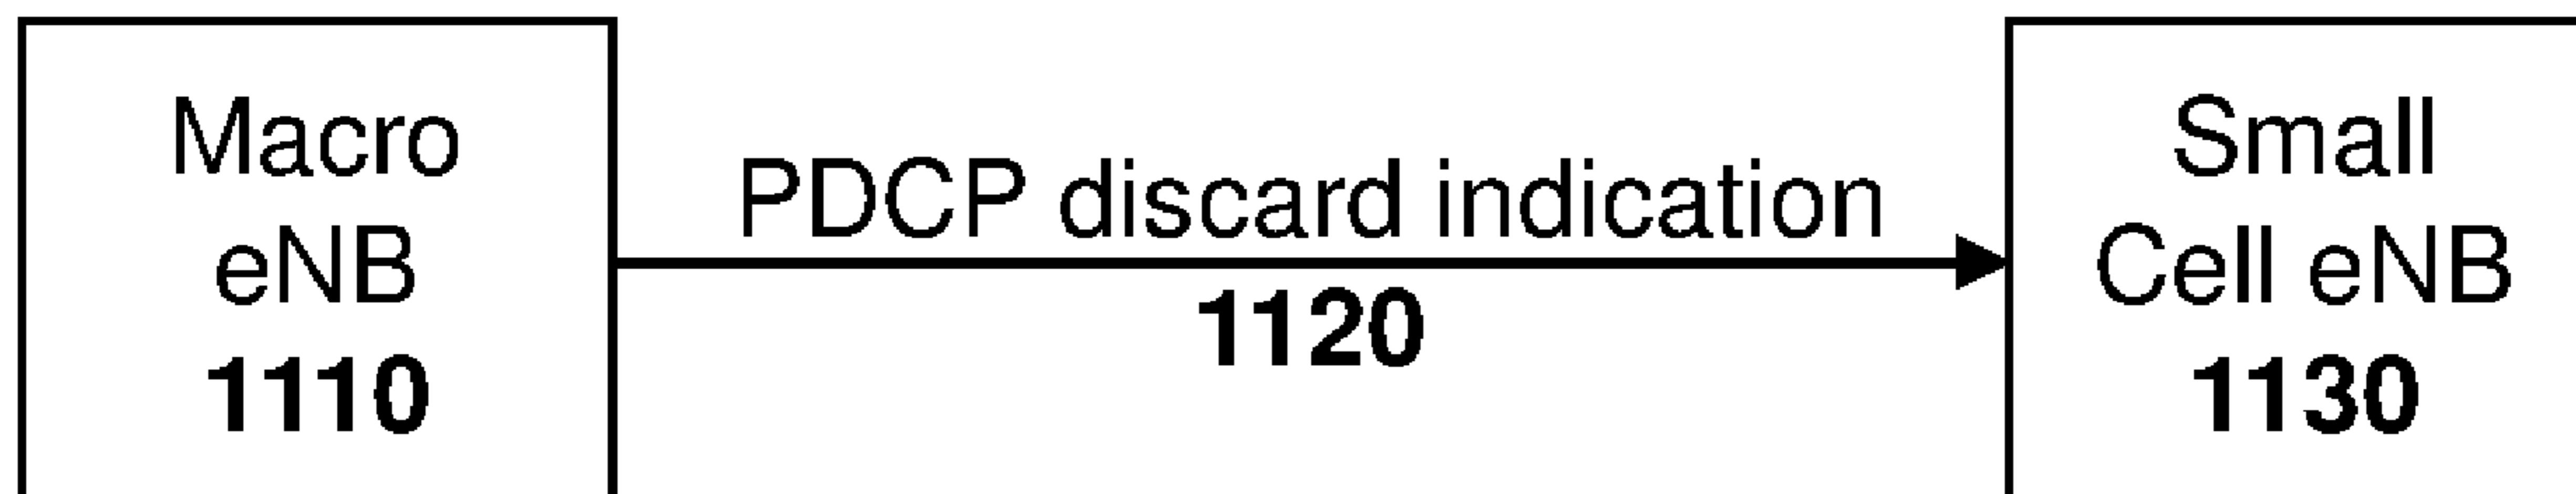 Macro
eNB
1110
PDCP discard indication
1120
Small
Cell eNB
1130